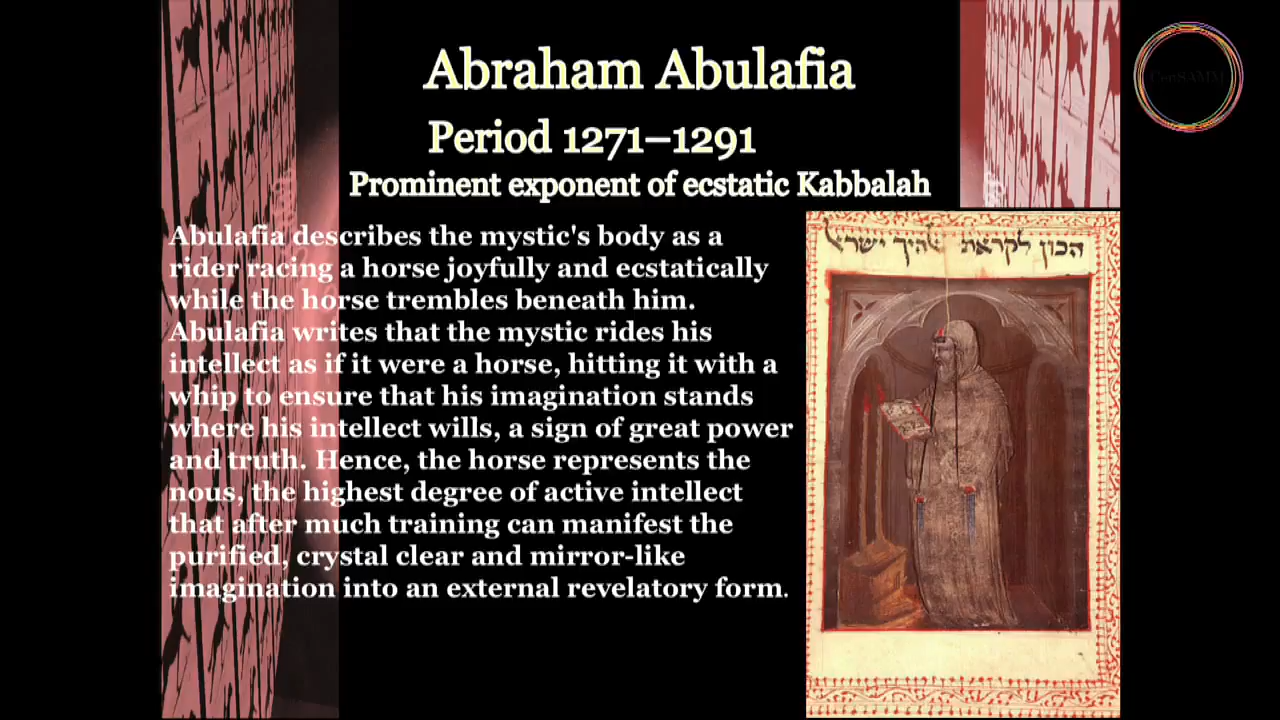 Abraham Abulafia
Period 1271–1291
Prominent exponent of ecstatic Kabbalah
CenSAMM
Abulafia describes the mystic's body as a
rider racing a horse joyfully and ecstatically
while the horse trembles beneath him.
Abulafia writes that the mystic rides his
intellect as if it were a horse, hitting it with a
whip to ensure that his imagination stands
where his intellect wills, a sign of great power
and truth. Hence, the horse represents the
nous, the highest degree of active intellect
that after much training can manifest the
purified, crystal clear and mirror-like
imagination into an external revelatory form.
הכון לקראת אלהיך ישראל